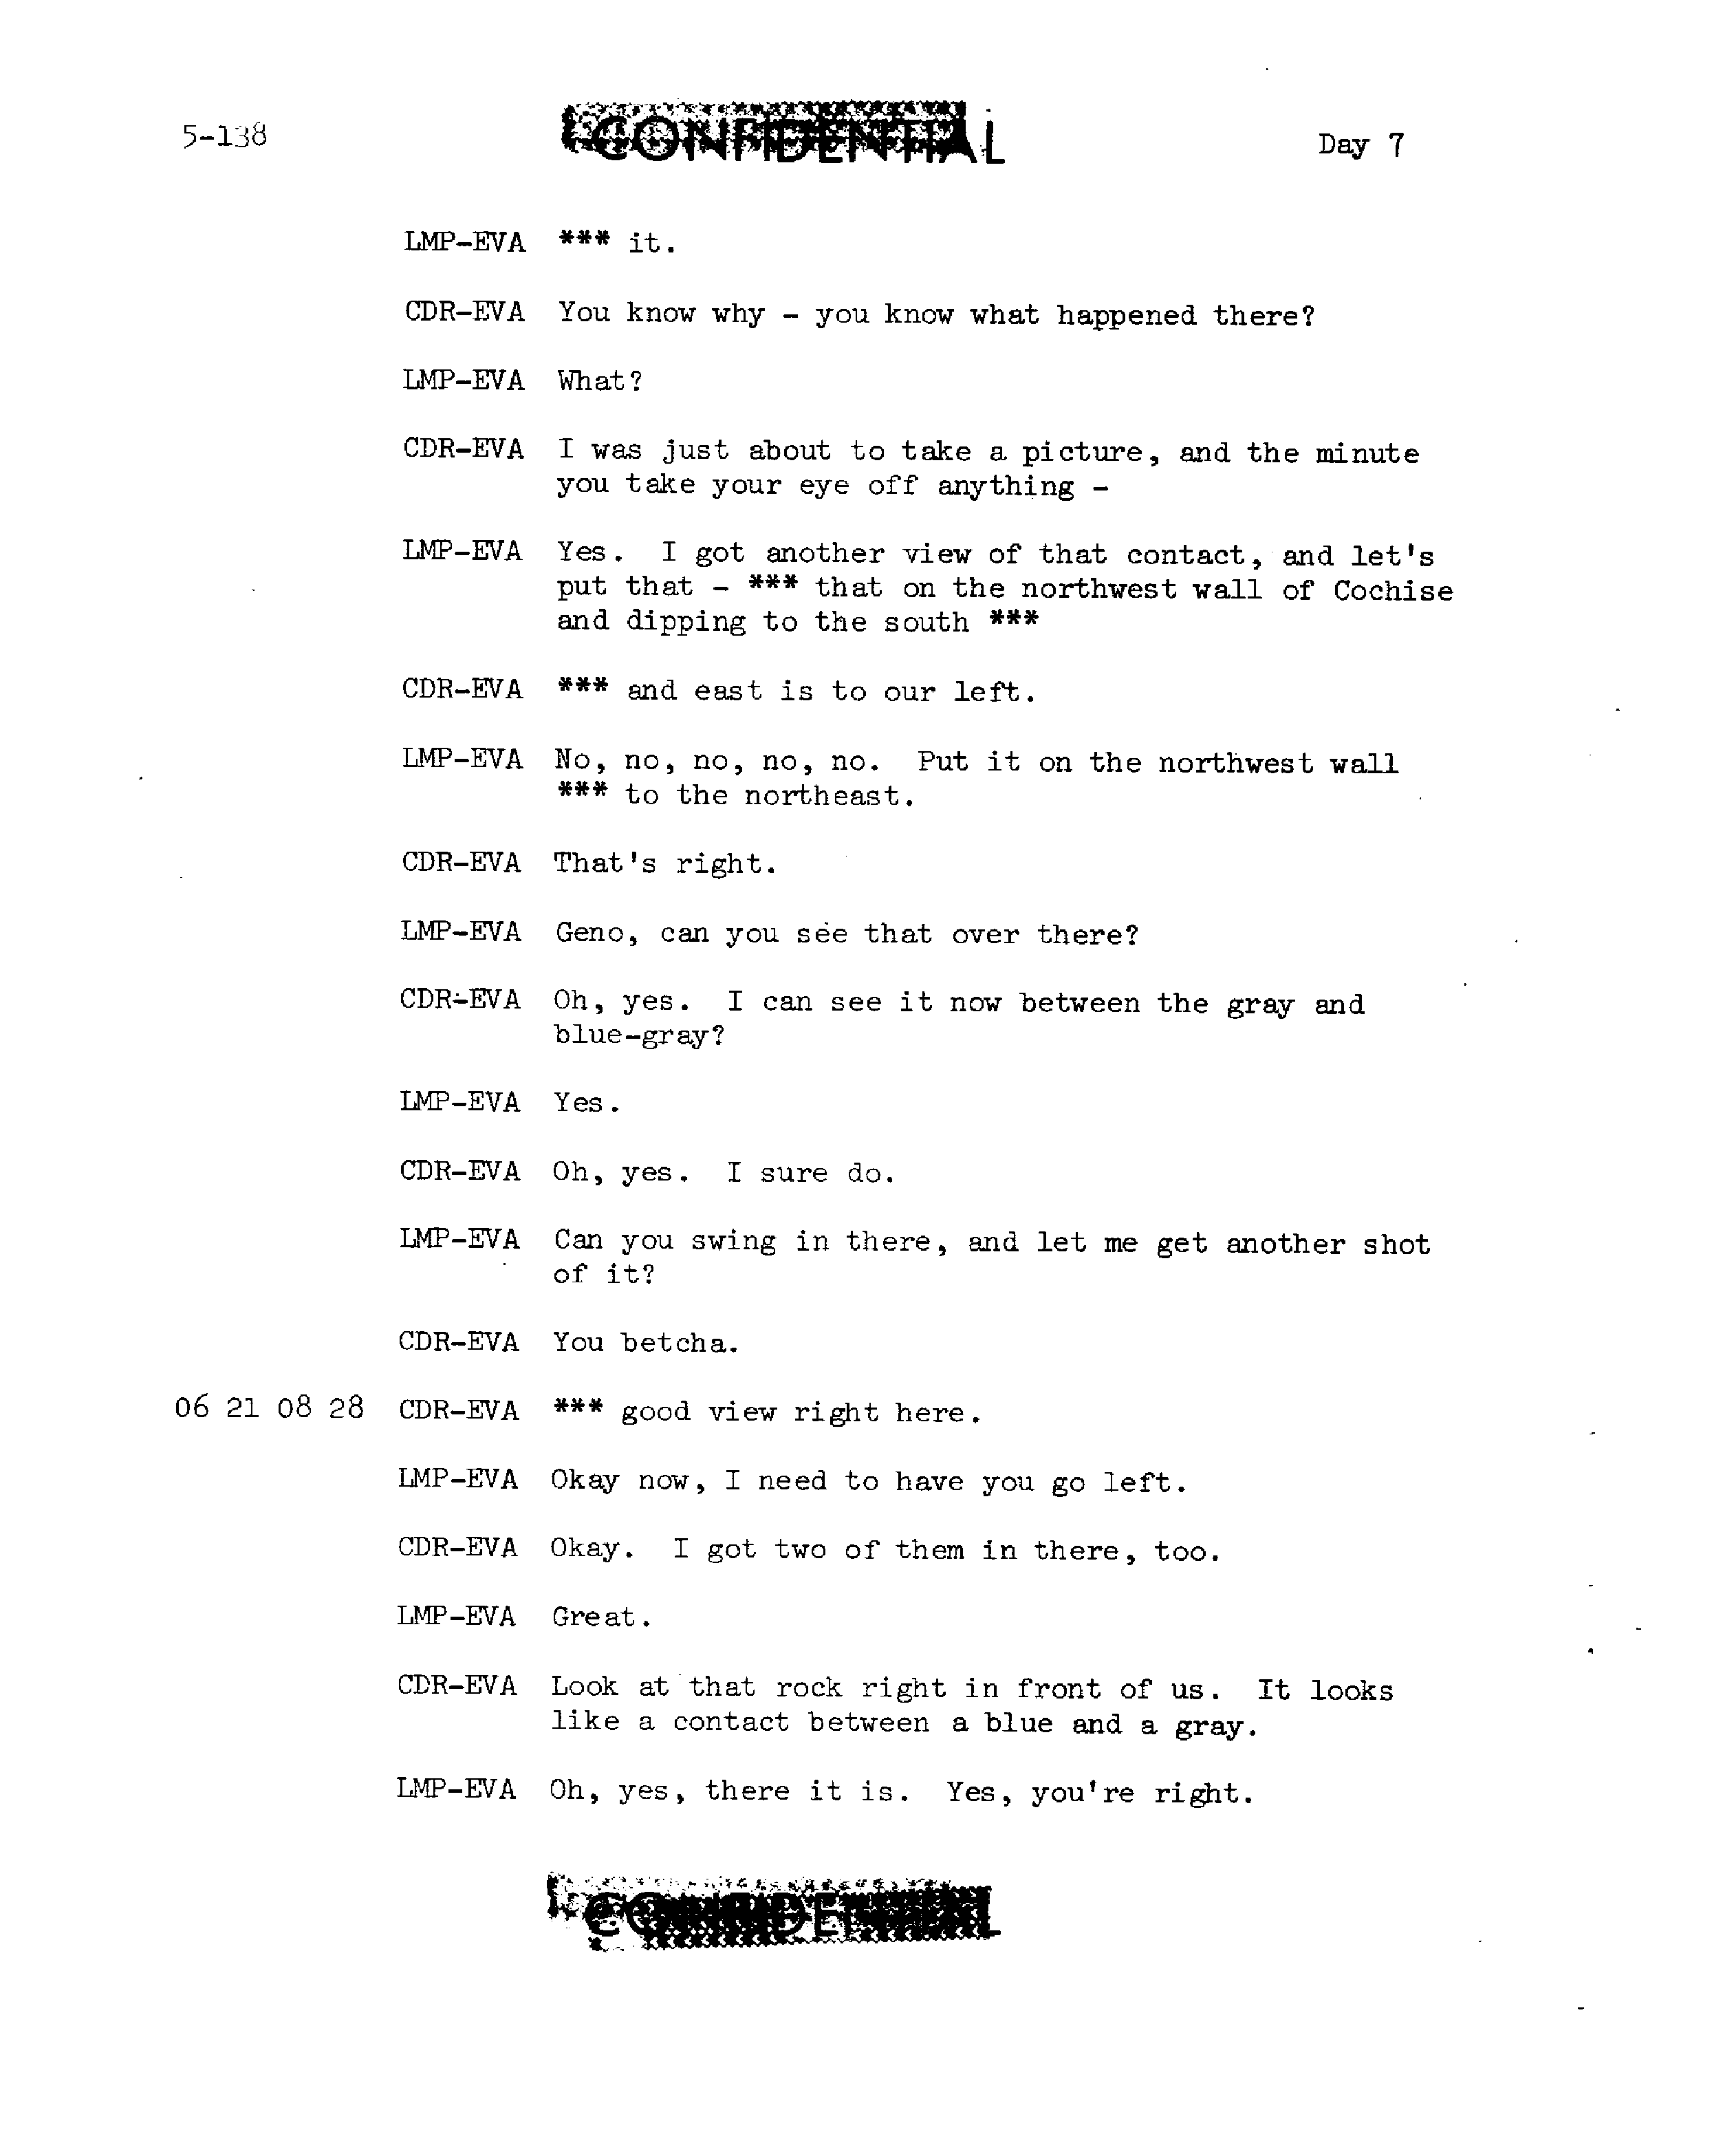 5-138
CONFIDENTIAL
Day 7
LMP-EVA *** it.
CDR-EVA You know why - you know what happened there?
LMP-EVA What?
CDR-EVA I was just about to take a picture, and the minute
you take your eye off anything -
LMP-EVA Yes. I got another view of that contact, and let's
put that - *** that on the northwest wall of Cochise
and dipping to the south ***
CDR-EVA *** and east is to our left.
LMP-EVA No, no, no, no, no. Put it on the northwest wall
*** to the northeast.
CDR-EVA That's right.
LMP-EVA Geno, can you see that over there?
CDR-EVA Oh, yes. I can see it now between the gray and
blue-gray?
LMP-EVA Yes.
CDR-EVA Oh, yes. I sure do.
LMP-EVA Can you swing in there, and let me get another shot
of it?
CDR-EVA You betcha.
06 21 08 28 CDR-EVA *** good view right here.
LMP-EVA Okay now, I need to have you go left.
CDR-EVA Okay. I got two of them in there, too.
LMP-EVA Great.
CDR-EVA Look at that rock right in front of us. It looks
like a contact between a blue and a gray.
LMP-EVA Oh, yes, there it is. Yes, you're right.
CONFIDENTIAL